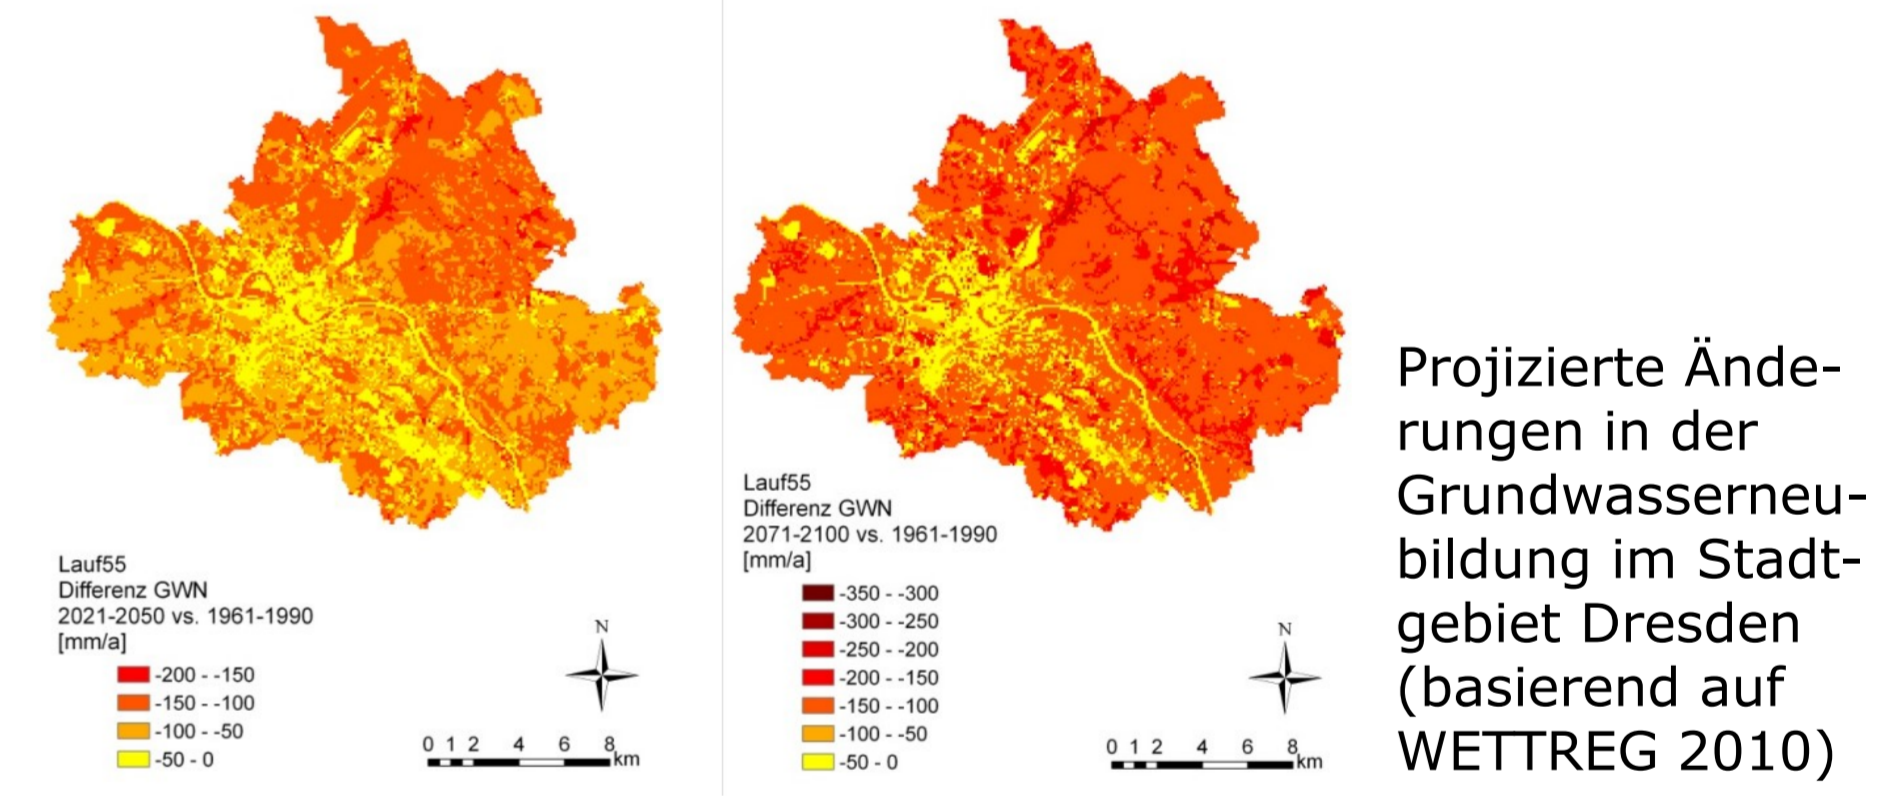 Lauf55
Differenz GWN
2021-2050 vs. 1961-1990
[mm/a]
-200 - -150
-150 - -100
-100 - -50
-50 - 0
N
0 1 2 4 6 8
km
Lauf55
Differenz GWN
2071-2100 vs. 1961-1990
[mm/a]
-350 - -300
-300 - -250
-250 - -200
-200 - -150
-150 - -100
-100 - -50
-50 - 0
N
0 1 2 4 6 8
km
Projizierte Ände-
rungen in der
Grundwasserneu-
bildung im Stadt-
gebiet Dresden
(basierend auf
WETTREG 2010)